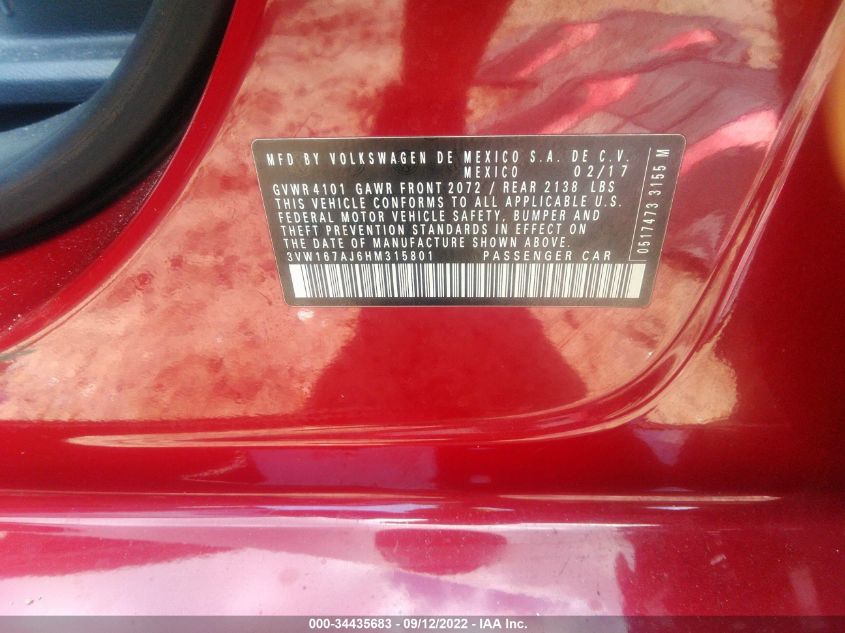 MFD BY VOLKSWAGEN DE MEXICO S.A. DE C.V.
MEXICO 02/17
GVWR 4101 GAWR FRONT 2072 / REAR 2138 LBS
THIS VEHICLE CONFORMS TO ALL APPLICABLE U.S.
FEDERAL MOTOR VEHICLE SAFETY, BUMPER AND
THEFT PREVENTION STANDARDS IN EFFECT ON
THE DATE OF MANUFACTURE SHOWN ABOVE.
3VW167AJ6HM315801 PASSENGER CAR
0517473 3155 M
000-34435683 - 09/12/2022 - IAA Inc.